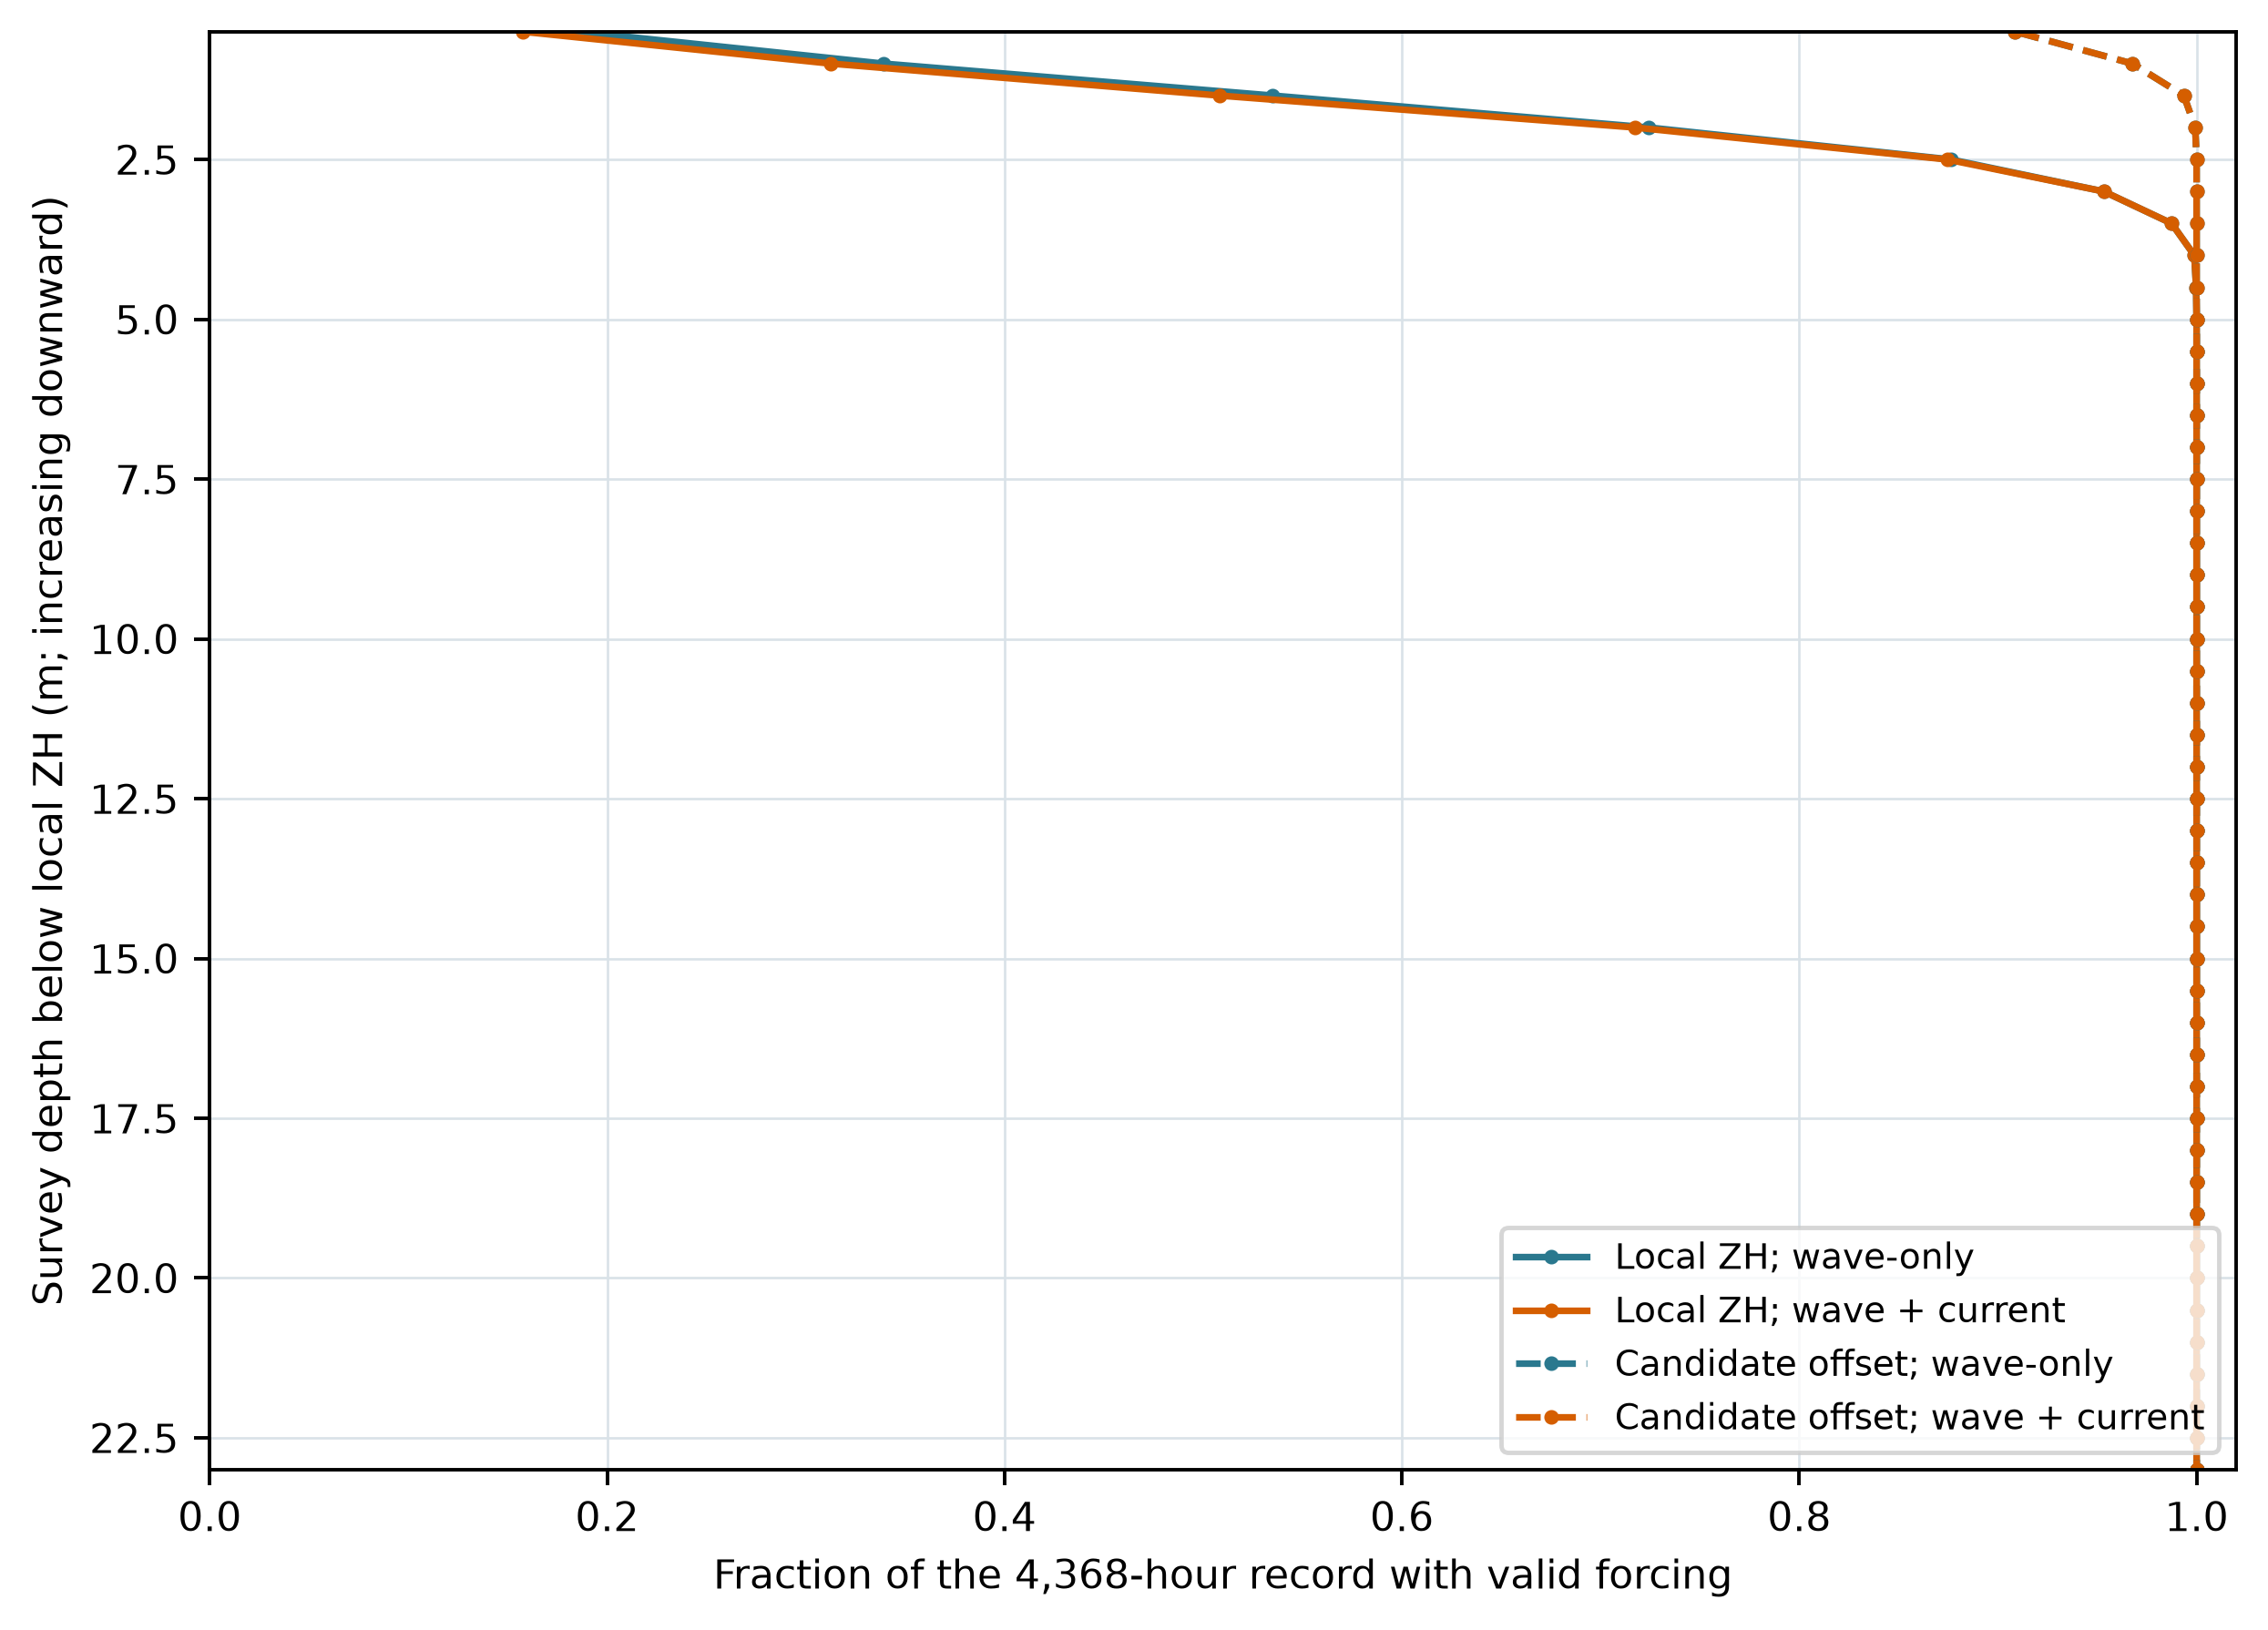 Survey depth below local ZH (m; increasing downward)
2.5
5.0
7.5
10.0
12.5
15.0
17.5
20.0
22.5
Local ZH; wave-only
Local ZH; wave + current
Candidate offset; wave-only
Candidate offset; wave + current
0.0 0.2 0.4 0.6 0.8 1.0
Fraction of the 4,368-hour record with valid forcing